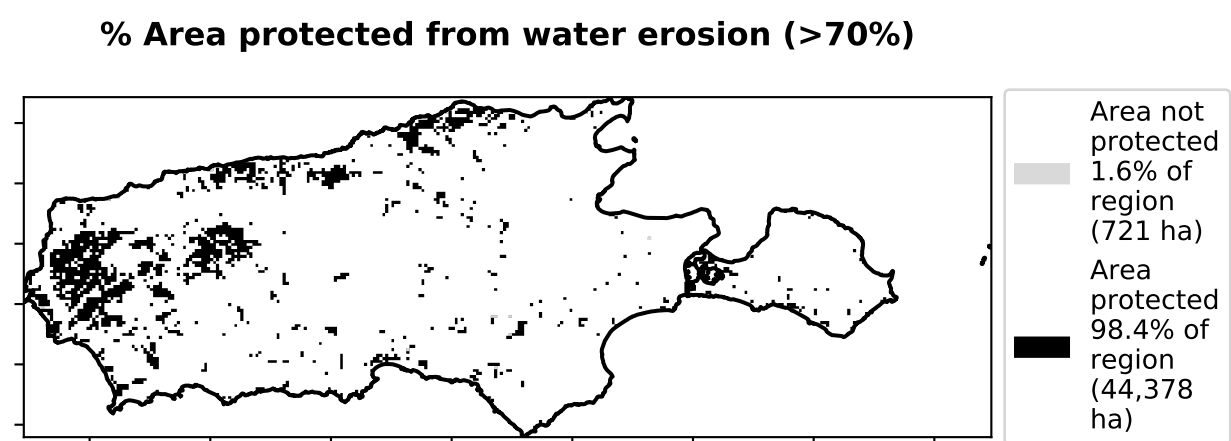 % Area protected from water erosion (>70%)
Area not
protected
1.6% of
region
(721 ha)
Area
protected
98.4% of
region
(44,378
ha)